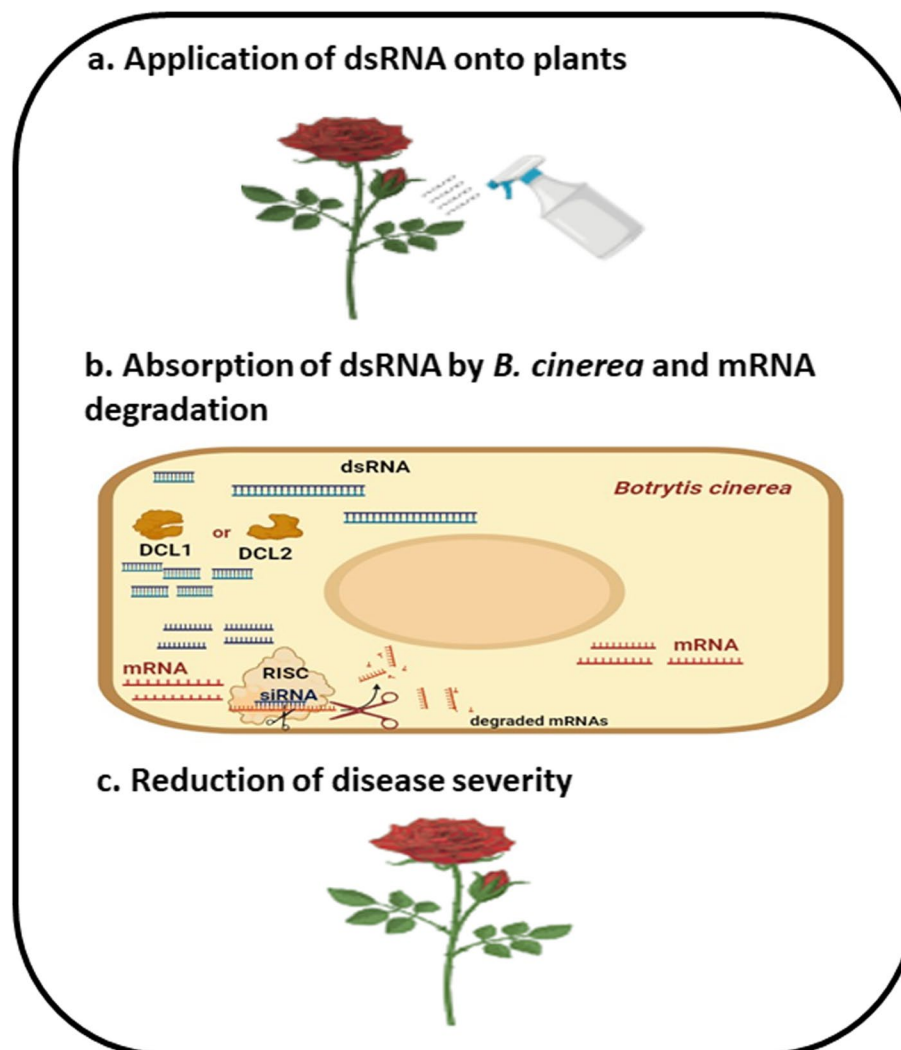 a. Application of dsRNA onto plants
b. Absorption of dsRNA by B. cinerea and mRNA
degradation
dsRNA
Botrytis cinerea
DCL1
or
DCL2
mRNA
RISC
siRNA
mRNA
degraded mRNAs
c. Reduction of disease severity